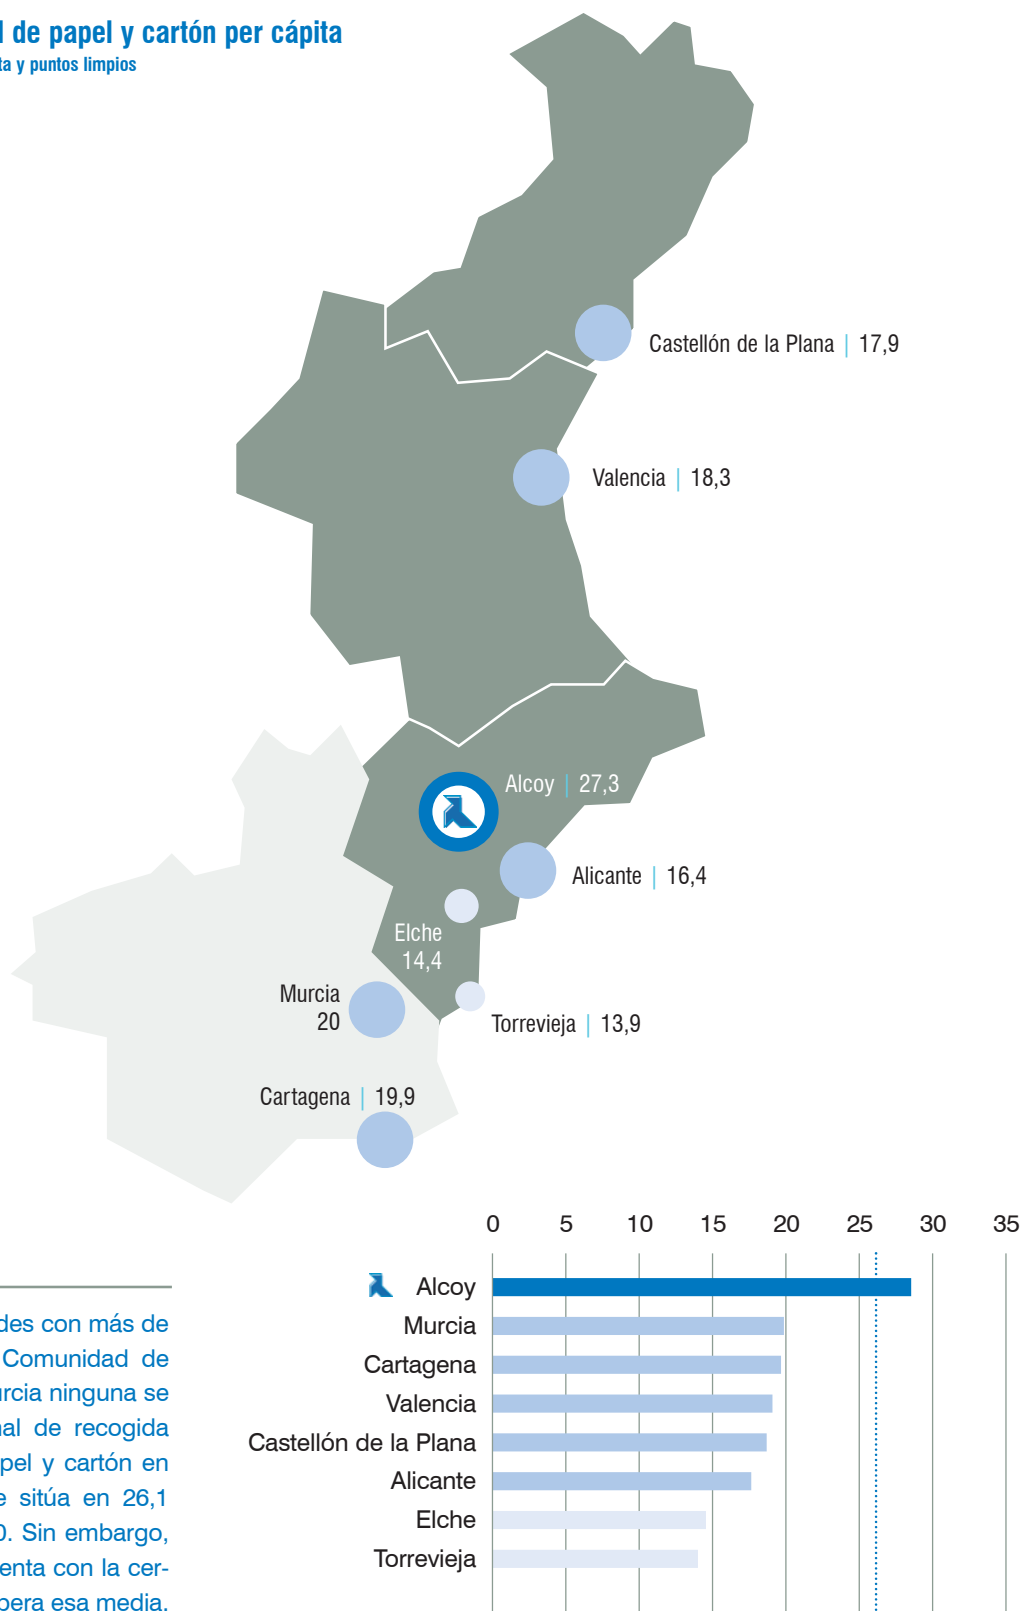 de papel y cartón per cápita
y puntos limpios
Castellón de la Plana | 17,9
Valencia | 18,3
Alcoy | 27,3
Alicante | 16,4
Elche
14,4
Murcia
20
Torrevieja | 13,9
Cartagena | 19,9
0 5 10 15 20 25 30 35
Alcoy
Murcia
Cartagena
Valencia
Castellón de la Plana
Alicante
Elche
Torrevieja
des con más de
Comunidad de
urcia ninguna se
nal de recogida
pel y cartón en
e sitúa en 26,1
0. Sin embargo,
enta con la cer-
pera esa media.